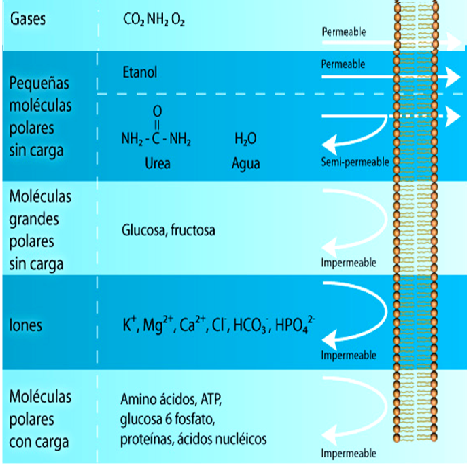 Gases
CO₂ NH₂ O₂
Permeable
Pequeñas
moléculas
polares
sin carga
Etanol
Permeable
O
||
NH₂ - C - NH₂
H₂O
Urea
Agua
Semi-permeable
Moléculas
grandes
polares
sin carga
Glucosa, fructosa
Impermeable
Iones
K⁺, Mg²⁺, Ca²⁺, Cl⁻, HCO₃⁻, HPO₄²⁻
Impermeable
Moléculas
polares
con carga
Amino ácidos, ATP,
glucosa 6 fosfato,
proteínas, ácidos nucléicos
Impermeable